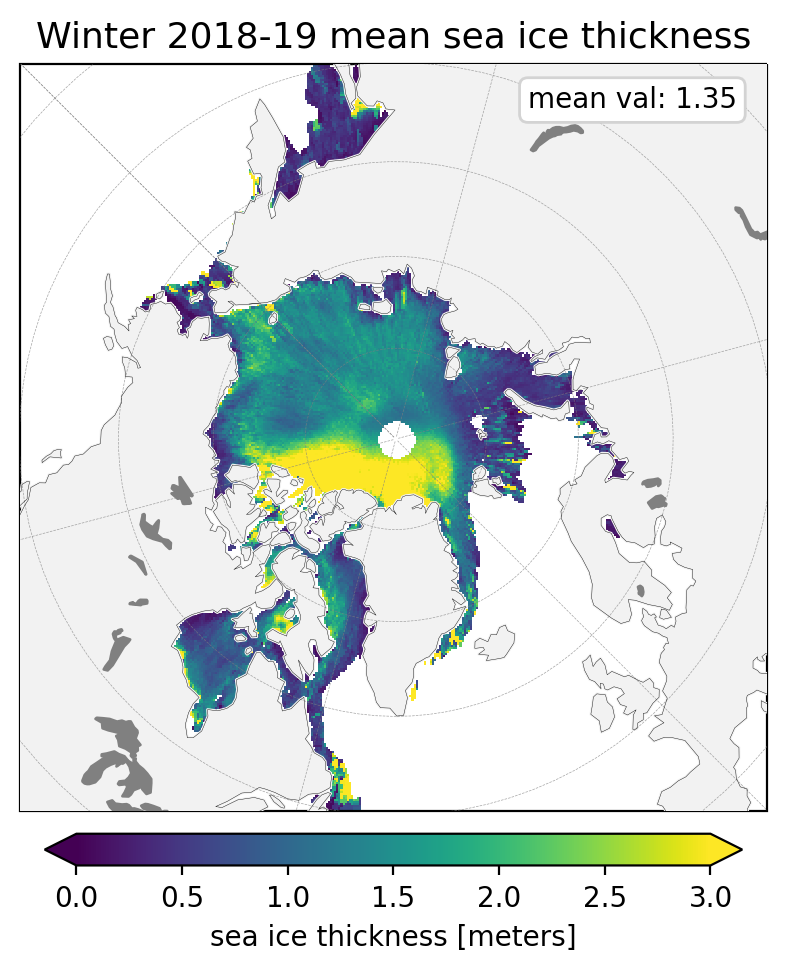 Winter 2018-19 mean sea ice thickness
mean val: 1.35
0.0 0.5 1.0 1.5 2.0 2.5 3.0
sea ice thickness [meters]